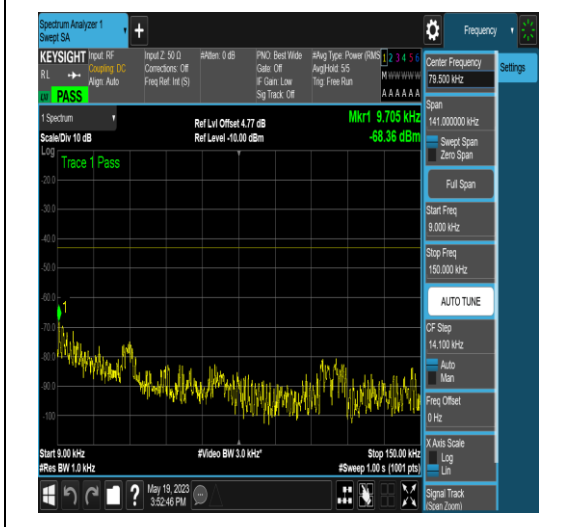 Spectrum Analyzer 1
Swept SA
Frequency
KEYSIGHT
RL
PASS
Input: RF
Coupling: DC
Align: Auto
Input Z: 50 Ω
Corrections: Off
Freq Ref: Int (S)
#Atten: 0 dB
PNO: Best Wide
Gate: Off
IF Gain: Low
Sig Track: Off
#Avg Type: Power (RMS)
Avg|Hold: 5/5
Trig: Free Run
1 2 3 4 5 6
M W W W W W
A A A A A A
1 Spectrum
Scale/Div 10 dB
Ref Lvl Offset 4.77 dB
Ref Level -10.00 dBm
Mkr1 9.705 kHz
-68.36 dBm
Log
Trace 1 Pass
-20.0
-30.0
-40.0
-50.0
-60.0
-70.0
-80.0
-90.0
-100
1
Start 9.00 kHz
#Res BW 1.0 kHz
#Video BW 3.0 kHz*
Stop 150.00 kHz
#Sweep 1.00 s (1001 pts)
May 19, 2023
3:52:46 PM
Center Frequency
79.500 kHz
Settings
Span
141.000000 kHz
Swept Span
Zero Span
Full Span
Start Freq
9.000 kHz
Stop Freq
150.000 kHz
AUTO TUNE
CF Step
14.100 kHz
Auto
Man
Freq Offset
0 Hz
X Axis Scale
Log
Lin
Signal Track
(Span Zoom)